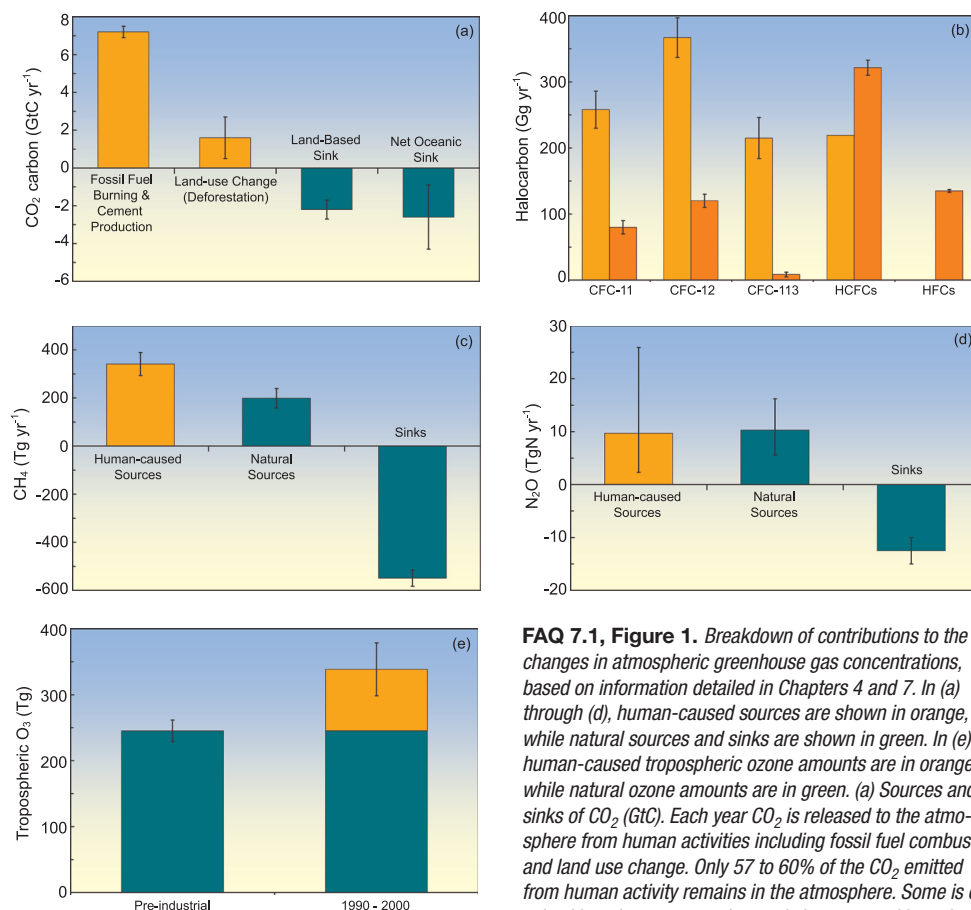 (a)
CO₂ carbon (GtC yr⁻¹)
8
6
4
2
0
-2
-4
-6
Fossil Fuel
Burning &
Cement
Production
Land-use Change
(Deforestation)
Land-Based
Sink
Net Oceanic
Sink
(b)
Halocarbon (Gg yr⁻¹)
400
300
200
100
0
CFC-11 CFC-12 CFC-113 HCFCs HFCs
(c)
CH₄ (Tg yr⁻¹)
400
200
0
-200
-400
-600
Human-caused
Sources
Natural
Sources
Sinks
(d)
N₂O (TgN yr⁻¹)
30
20
10
0
-10
-20
Human-caused
Sources
Natural
Sources
Sinks
(e)
Tropospheric O₃ (Tg)
400
300
200
100
0
Pre-industrial 1990 - 2000
FAQ 7.1, Figure 1. Breakdown of contributions to the
changes in atmospheric greenhouse gas concentrations,
based on information detailed in Chapters 4 and 7. In (a)
through (d), human-caused sources are shown in orange,
while natural sources and sinks are shown in green. In (e)
human-caused tropospheric ozone amounts are in orange
while natural ozone amounts are in green. (a) Sources and
sinks of CO₂ (GtC). Each year CO₂ is released to the atmo-
sphere from human activities including fossil fuel combus
and land use change. Only 57 to 60% of the CO₂ emitted
from human activity remains in the atmosphere. Some is